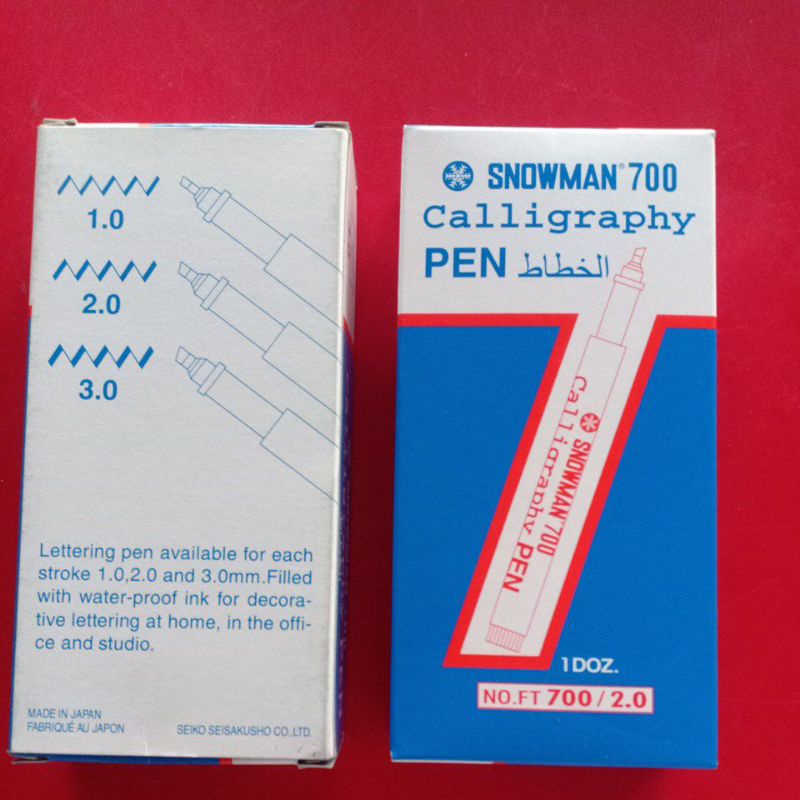 1.0
2.0
3.0
Lettering pen available for each
stroke 1.0,2.0 and 3.0mm.Filled
with water-proof ink for decora-
tive lettering at home, in the offi-
ce and studio.
MADE IN JAPAN
FABRIQUÉ AU JAPON
SEIKO SEISAKUSHO CO.,LTD.
SNOWMAN® 700
Calligraphy
PEN الخطاط
SNOWMAN® 700
Calligraphy PEN
1 DOZ.
NO.FT 700/2.0